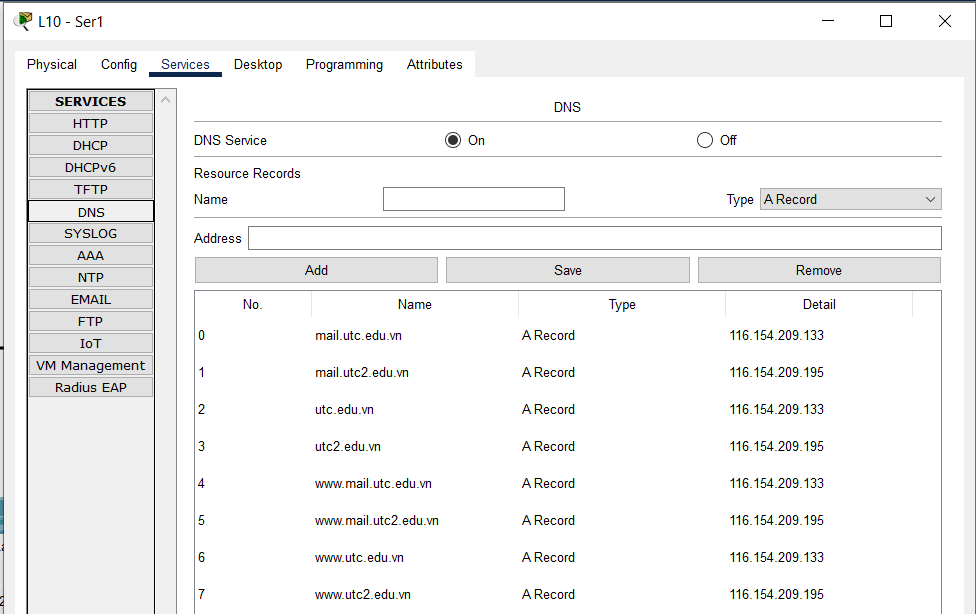 L10 - Ser1
Physical Config Services Desktop Programming Attributes
SERVICES
HTTP
DHCP
DHCPv6
TFTP
DNS
SYSLOG
AAA
NTP
EMAIL
FTP
IoT
VM Management
Radius EAP
DNS
DNS Service On Off
Resource Records
Name Type A Record
Address
Add Save Remove
No. Name Type Detail
0 mail.utc.edu.vn A Record 116.154.209.133
1 mail.utc2.edu.vn A Record 116.154.209.195
2 utc.edu.vn A Record 116.154.209.133
3 utc2.edu.vn A Record 116.154.209.195
4 www.mail.utc.edu.vn A Record 116.154.209.133
5 www.mail.utc2.edu.vn A Record 116.154.209.195
6 www.utc.edu.vn A Record 116.154.209.133
7 www.utc2.edu.vn A Record 116.154.209.195